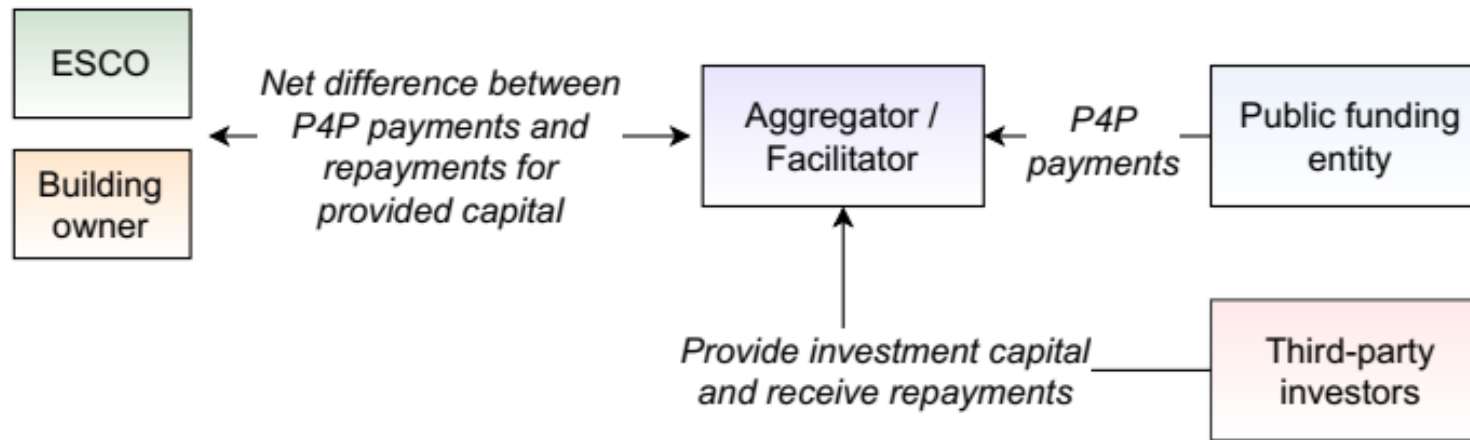 ESCO
Building
owner
Net difference between
P4P payments and
repayments for
provided capital
Aggregator /
Facilitator
P4P
payments
Public funding
entity
Provide investment capital
and receive repayments
Third-party
investors